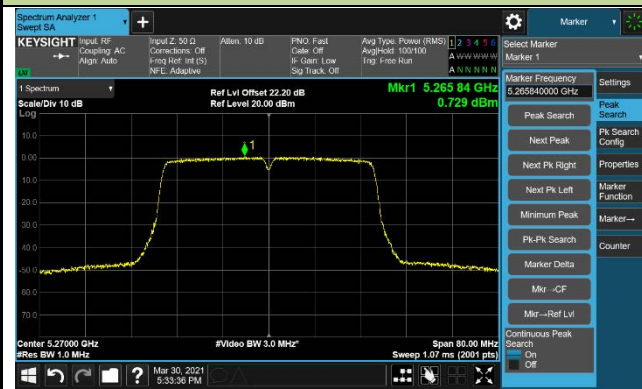 Spectrum Analyzer 1
Swept SA
Marker
KEYSIGHT
Input: RF
Coupling: AC
Align: Auto
Input Z: 50 Ω
Corrections: Off
Freq Ref: Int (S)
NFE: Adaptive
Atten: 10 dB
PNO: Fast
Gate: Off
IF Gain: Low
Sig Track: Off
Avg Type: Power (RMS)
Avg|Hold: 100/100
Trig: Free Run
1 2 3 4 5 6
A W W W W W
A N N N N N
Select Marker
Marker 1
1 Spectrum
Scale/Div 10 dB
Log
Ref Lvl Offset 22.20 dB
Ref Level 20.00 dBm
Mkr1 5.265 84 GHz
0.729 dBm
Marker Frequency
5.265840000 GHz
Peak Search
Next Peak
Next Pk Right
Next Pk Left
Minimum Peak
Pk-Pk Search
Marker Delta
Mkr→CF
Mkr→Ref Lvl
Continuous Peak
Search
On
Off
Settings
Peak
Search
Pk Search
Config
Properties
Marker
Function
Marker→
Counter
1
10.0
0.00
10.0
20.0
30.0
40.0
-50.0
60.0
70.0
Center 5.27000 GHz
#Res BW 1.0 MHz
#Video BW 3.0 MHz*
Span 80.00 MHz
Sweep 1.07 ms (2001 pts)
Mar 30, 2021
5:33:36 PM